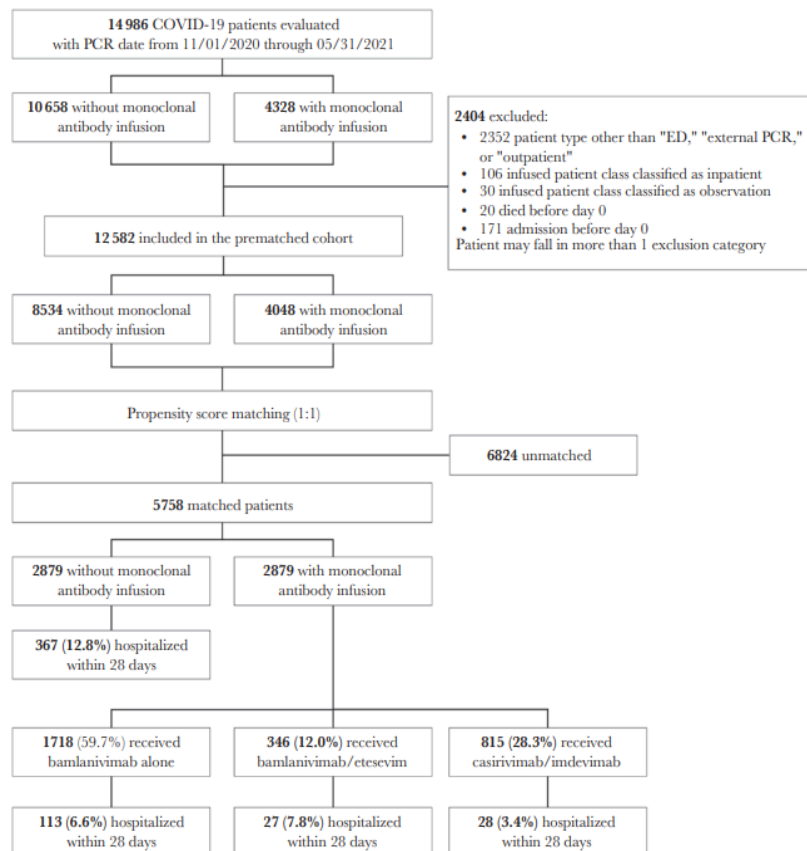 14 986 COVID-19 patients evaluated
with PCR date from 11/01/2020 through 05/31/2021
10 658 without monoclonal
antibody infusion
4328 with monoclonal
antibody infusion
2404 excluded:
• 2352 patient type other than "ED," "external PCR,"
or "outpatient"
• 106 infused patient class classified as inpatient
• 30 infused patient class classified as observation
• 20 died before day 0
• 171 admission before day 0
Patient may fall in more than 1 exclusion category
12 582 included in the prematched cohort
8534 without monoclonal
antibody infusion
4048 with monoclonal
antibody infusion
Propensity score matching (1:1)
6824 unmatched
5758 matched patients
2879 without monoclonal
antibody infusion
2879 with monoclonal
antibody infusion
367 (12.8%) hospitalized
within 28 days
1718 (59.7%) received
bamlanivimab alone
346 (12.0%) received
bamlanivimab/etesevim
815 (28.3%) received
casirivimab/imdevimab
113 (6.6%) hospitalized
within 28 days
27 (7.8%) hospitalized
within 28 days
28 (3.4%) hospitalized
within 28 days